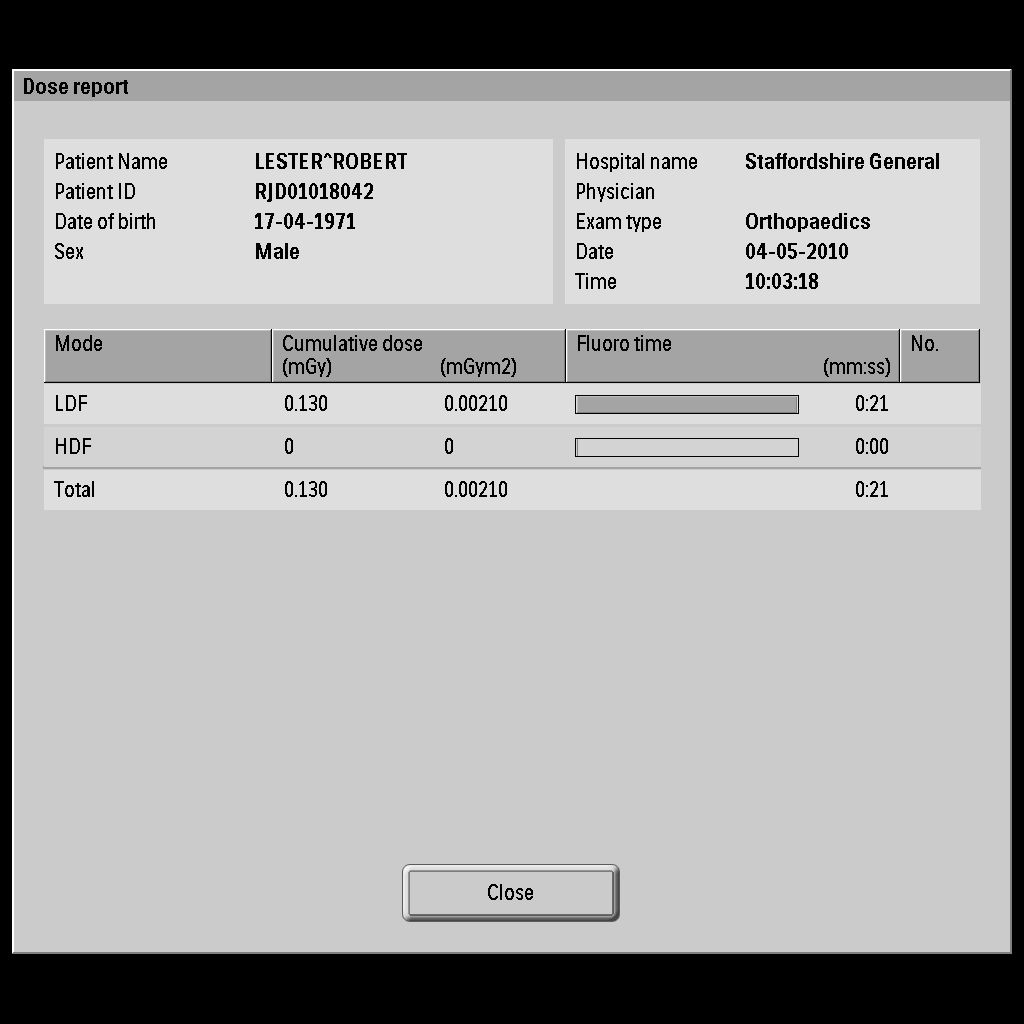 Dose report
Patient Name LESTER^ROBERT
Patient ID RJD01018042
Date of birth 17-04-1971
Sex Male
Hospital name Staffordshire General
Physician
Exam type Orthopaedics
Date 04-05-2010
Time 10:03:18
Mode Cumulative dose Fluoro time No.
(mGy) (mGym2) (mm:ss)
LDF 0.130 0.00210 0:21
HDF 0 0 0:00
Total 0.130 0.00210 0:21
Close